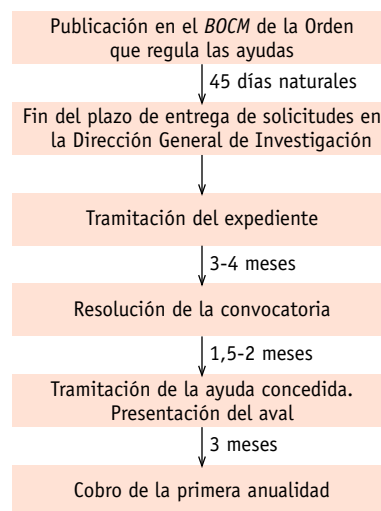 Publicación en el BOCM de la Orden
que regula las ayudas
45 días naturales
Fin del plazo de entrega de solicitudes en
la Dirección General de Investigación
Tramitación del expediente
3-4 meses
Resolución de la convocatoria
1,5-2 meses
Tramitación de la ayuda concedida.
Presentación del aval
3 meses
Cobro de la primera anualidad